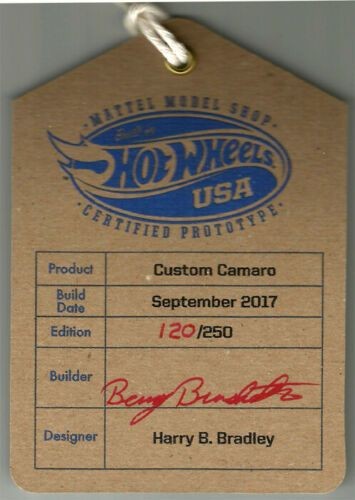 MATTEL MODEL SHOP
Built in
HOT WHEELS
USA
CERTIFIED PROTOTYPE
Product Custom Camaro
Build Date September 2017
Edition 120/250
Builder
Designer Harry B. Bradley